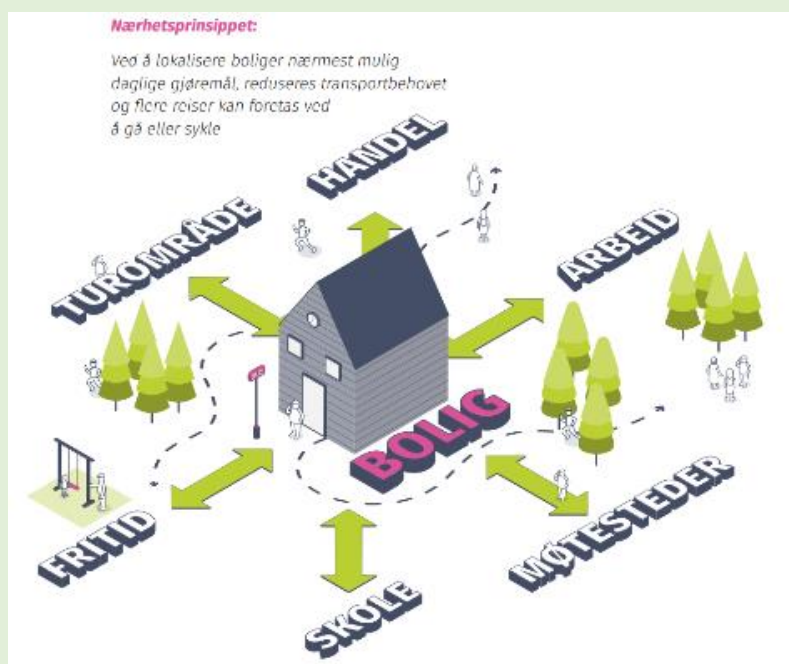 Nærhetsprinsippet:
Ved å lokalisere boliger nærmest mulig
daglige gjøremål, reduseres transportbehovet
og flere reiser kan foretas ved
å gå eller sykle
HANDEL
TUROMRÅDE
ARBEID
BOLIG
FRITID
MØTESTEDER
SKOLE